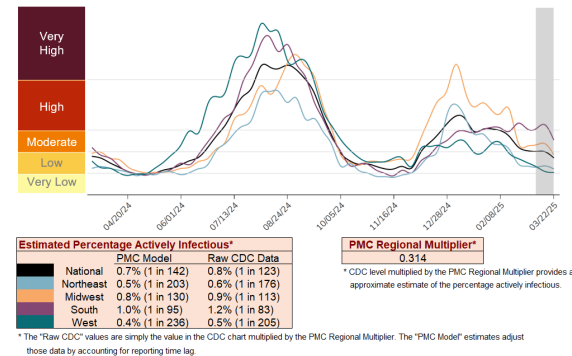 Very
High
High
Moderate
Low
Very Low
04/20/24
06/01/24
07/13/24
08/24/24
10/05/24
11/16/24
12/28/24
02/08/25
03/22/25
Estimated Percentage Actively Infectious*
PMC Model Raw CDC Data
National 0.7% (1 in 142) 0.8% (1 in 123)
Northeast 0.5% (1 in 203) 0.6% (1 in 176)
Midwest 0.8% (1 in 130) 0.9% (1 in 113)
South 1.0% (1 in 95) 1.2% (1 in 83)
West 0.4% (1 in 236) 0.5% (1 in 205)
PMC Regional Multiplier*
0.314
* CDC level multiplied by the PMC Regional Multiplier provides a
approximate estimate of the percentage actively infectious.
* The "Raw CDC" values are simply the value in the CDC chart multiplied by the PMC Regional Multiplier. The "PMC Model" estimates adjust
those data by accounting for reporting time lag.